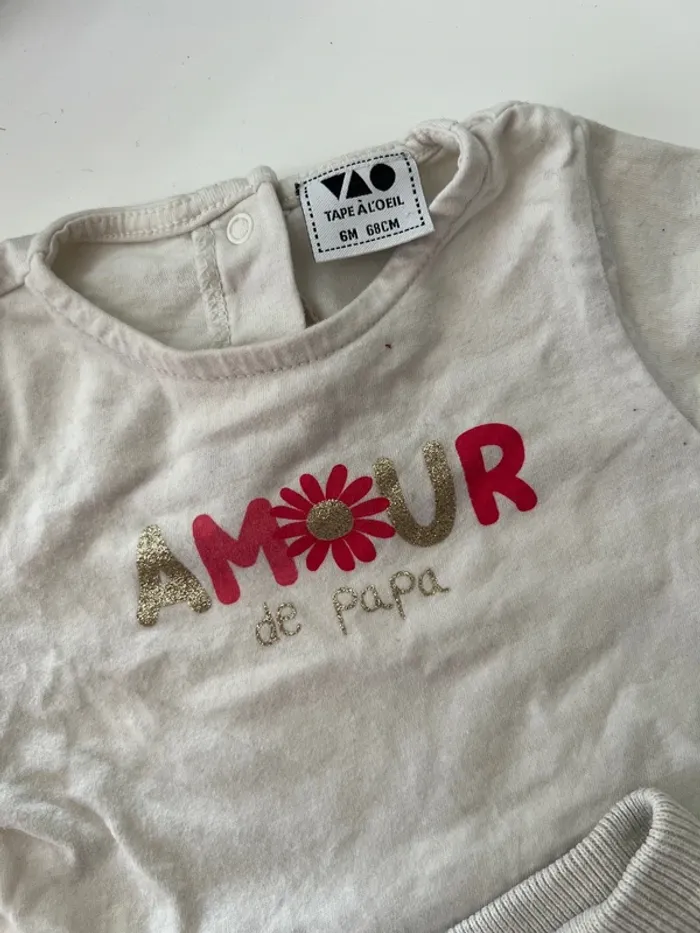 TAPE À L'OEIL
6M 68CM
AMOUR
de papa